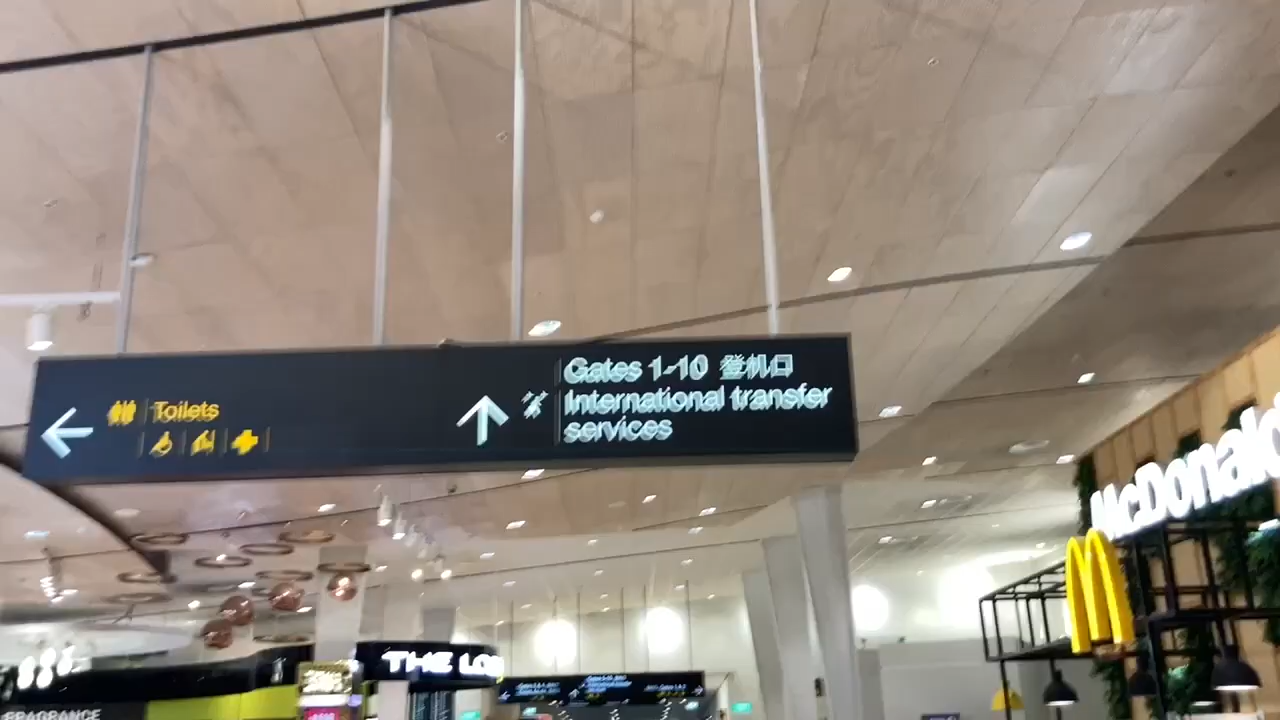 Toilets
Gates 1-10 登机口
International transfer
services
McDonald
THE LO
FRAGRANCE